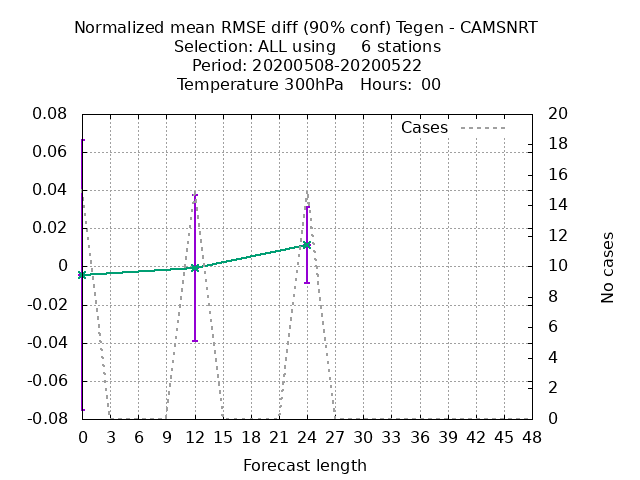 Normalized mean RMSE diff (90% conf) Tegen - CAMSNRT
Selection: ALL using     6 stations
Period: 20200508-20200522
Temperature 300hPa   Hours:  00
Cases
0.08
0.06
0.04
0.02
0
-0.02
-0.04
-0.06
-0.08
20
18
16
14
12
10
8
6
4
2
0
No cases
0 3 6 9 12 15 18 21 24 27 30 33 36 39 42 45 48
Forecast length